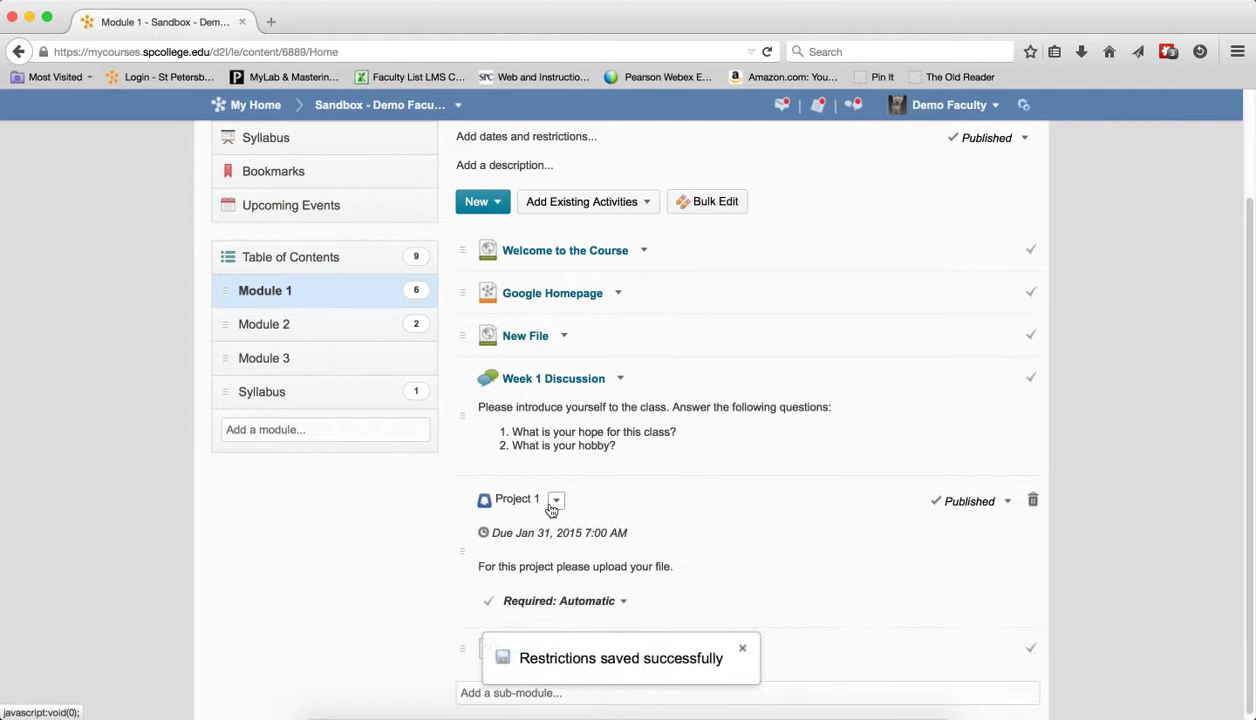 Module 1 - Sandbox - Dem...
https://mycourses.spcollege.edu/d2l/le/content/6889/Home
Search
Most Visited
Login - St Petersb...
MyLab & Mastering...
Faculty List LMS C...
SPC
Web and Instructio...
Pearson Webex E...
Amazon.com: You...
Pin It
The Old Reader
My Home
Sandbox - Demo Facu...
Demo Faculty
Syllabus
Bookmarks
Upcoming Events
Table of Contents 9
Module 1 6
Module 2 2
Module 3
Syllabus 1
Add a module...
Add dates and restrictions...
Published
Add a description...
New
Add Existing Activities
Bulk Edit
Welcome to the Course
Google Homepage
New File
Week 1 Discussion
Please introduce yourself to the class. Answer the following questions:
1. What is your hope for this class?
2. What is your hobby?
Project 1
Published
Due Jan 31, 2015 7:00 AM
For this project please upload your file.
Required: Automatic
Restrictions saved successfully
Add a sub-module...
javascript:void(0);